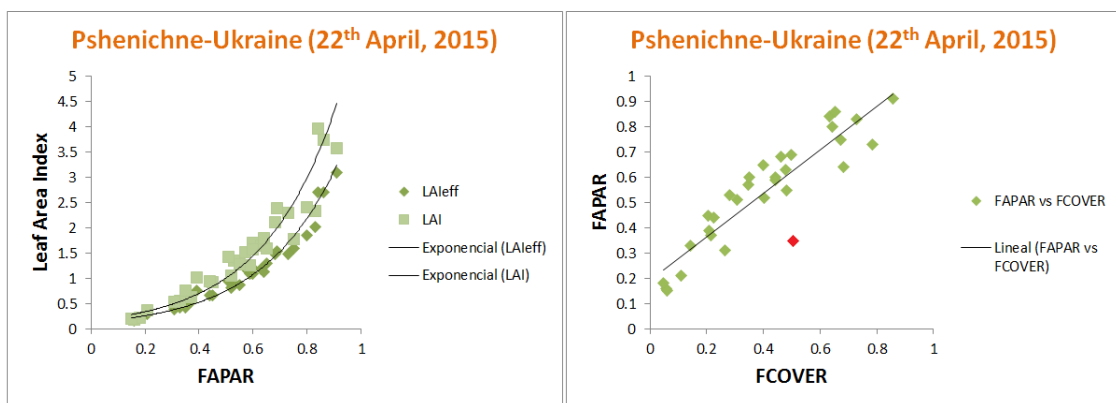 Pshenichne-Ukraine (22th April, 2015)
5
4.5
4
3.5
3
2.5
2
1.5
1
0.5
0
0
0.2
0.4
0.6
0.8
1
Leaf Area Index
FAPAR
LAIeff
LAI
Exponencial (LAIeff)
Exponencial (LAI)
Pshenichne-Ukraine (22th April, 2015)
1
0.9
0.8
0.7
0.6
0.5
0.4
0.3
0.2
0.1
0
0
0.2
0.4
0.6
0.8
1
FAPAR
FCOVER
FAPAR vs FCOVER
Lineal (FAPAR vs
FCOVER)